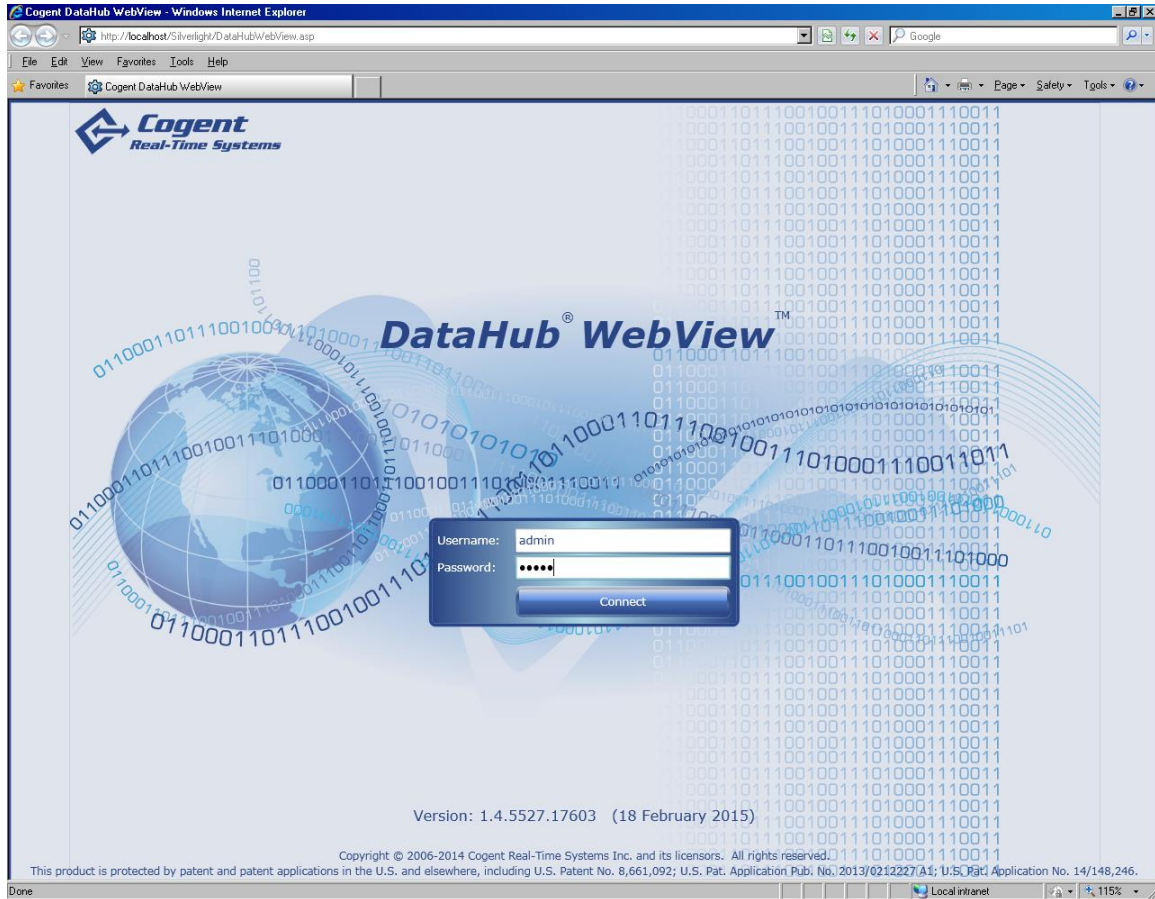 Cogent DataHub WebView - Windows Internet Explorer
http://localhost/Silverlight/DataHubWebView.asp
Google
File Edit View Favorites Tools Help
Favorites Cogent DataHub WebView Page Safety Tools
Cogent
Real-Time Systems
DataHub® WebView™
Username: admin
Password: •••••
Connect
Version: 1.4.5527.17603 (18 February 2015)
Copyright © 2006-2014 Cogent Real-Time Systems Inc. and its licensors. All rights reserved.
This product is protected by patent and patent applications in the U.S. and elsewhere, including U.S. Patent No. 8,661,092; U.S. Pat. Application Pub. No. 2013/0212227 A1; U.S. Pat. Application No. 14/148,246.
Done Local intranet 115%